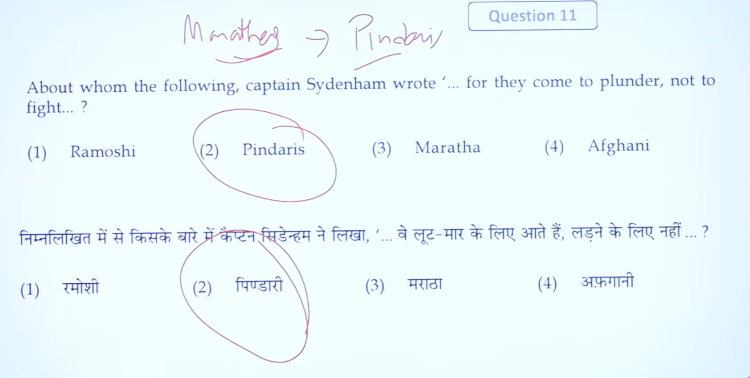 Marathas → Pindaris
Question 11
About whom the following, captain Sydenham wrote ‘... for they come to plunder, not to
fight... ?
(1) Ramoshi (2) Pindaris (3) Maratha (4) Afghani
निम्नलिखित में से किसके बारे में कैप्टन सिडेन्हम ने लिखा, ‘... वे लूट-मार के लिए आते हैं, लड़ने के लिए नहीं ... ?
(1) रमोशी (2) पिण्डारी (3) मराठा (4) अफ़गानी